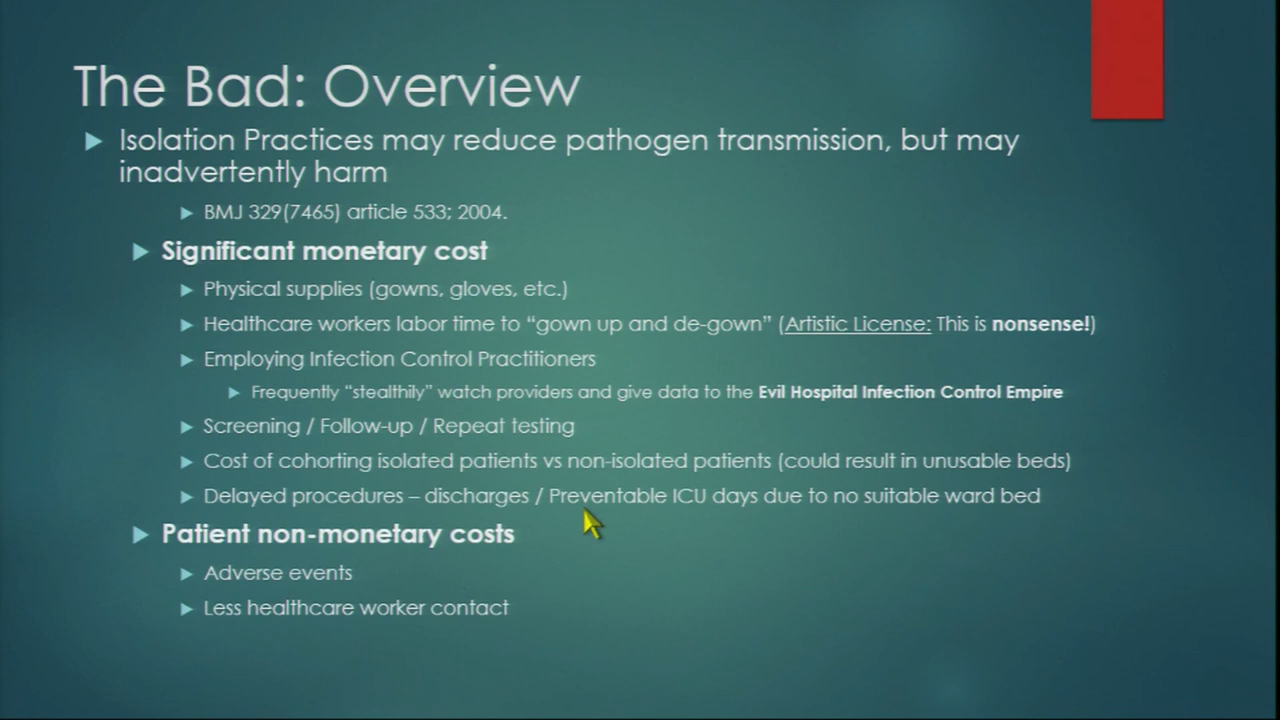 The Bad: Overview
Isolation Practices may reduce pathogen transmission, but may
inadvertently harm
BMJ 329(7465) article 533; 2004.
Significant monetary cost
Physical supplies (gowns, gloves, etc.)
Healthcare workers labor time to “gown up and de-gown” (Artistic License: This is nonsense!)
Employing Infection Control Practitioners
Frequently “stealthily” watch providers and give data to the Evil Hospital Infection Control Empire
Screening / Follow-up / Repeat testing
Cost of cohorting isolated patients vs non-isolated patients (could result in unusable beds)
Delayed procedures – discharges / Preventable ICU days due to no suitable ward bed
Patient non-monetary costs
Adverse events
Less healthcare worker contact